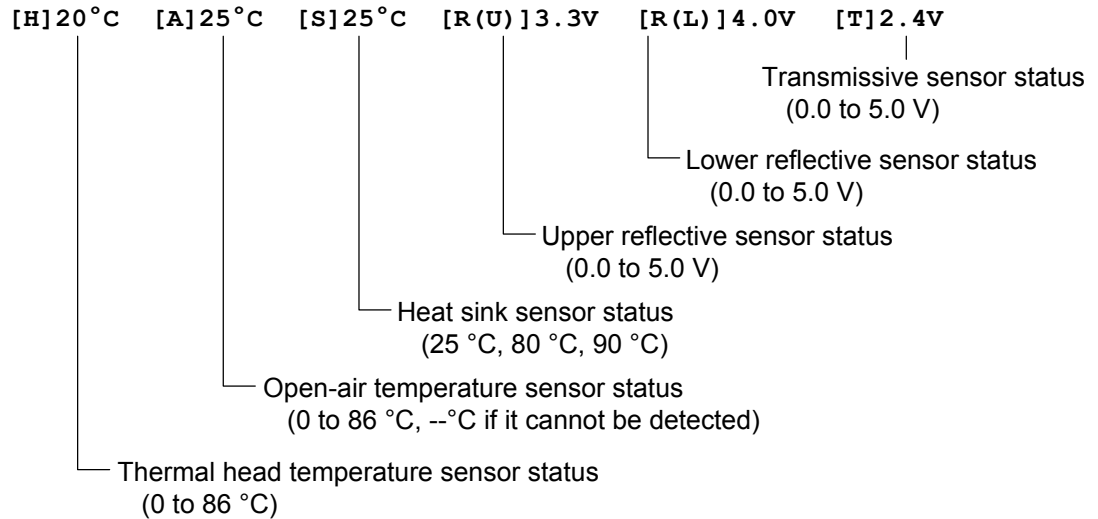 [H]20°C [A]25°C [S]25°C [R(U)]3.3V [R(L)]4.0V [T]2.4V
Transmissive sensor status
(0.0 to 5.0 V)
Lower reflective sensor status
(0.0 to 5.0 V)
Upper reflective sensor status
(0.0 to 5.0 V)
Heat sink sensor status
(25 °C, 80 °C, 90 °C)
Open-air temperature sensor status
(0 to 86 °C, --°C if it cannot be detected)
Thermal head temperature sensor status
(0 to 86 °C)